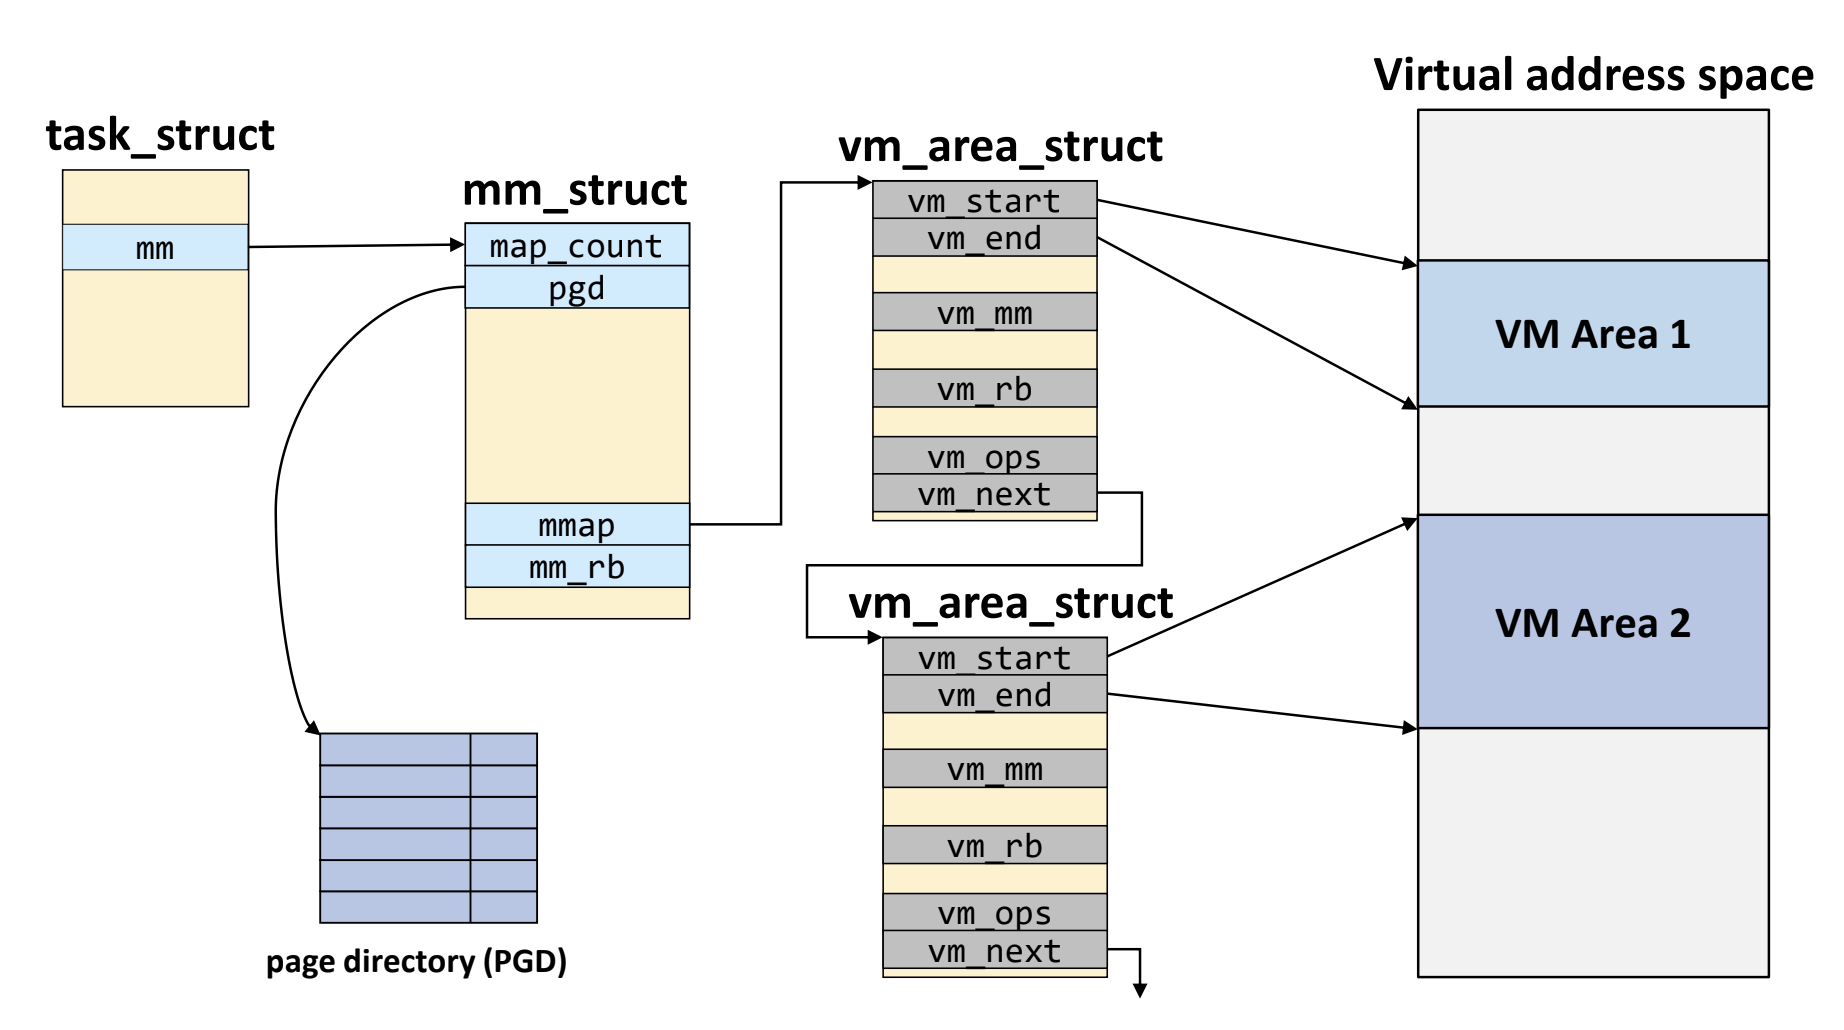 task_struct
mm
mm_struct
map_count
pgd
mmap
mm_rb
page directory (PGD)
vm_area_struct
vm_start
vm_end
vm_mm
vm_rb
vm_ops
vm_next
vm_area_struct
vm_start
vm_end
vm_mm
vm_rb
vm_ops
vm_next
Virtual address space
VM Area 1
VM Area 2